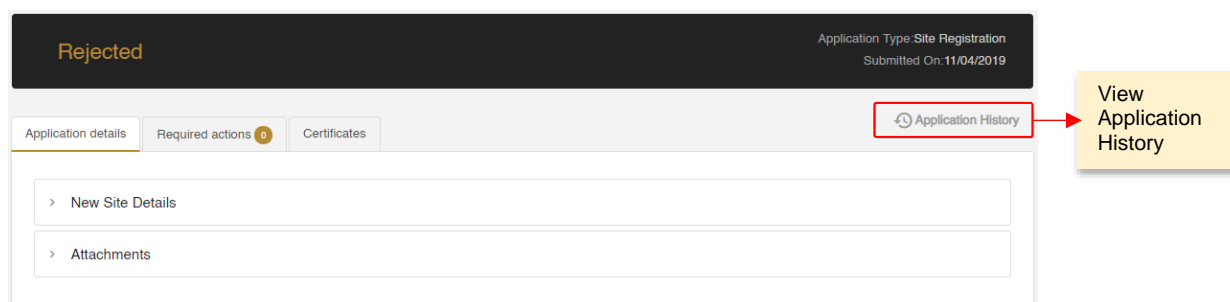 Rejected
Application Type:Site Registration
Submitted On:11/04/2019
Application details
Required actions 0
Certificates
Application History
View
Application
History
New Site Details
Attachments